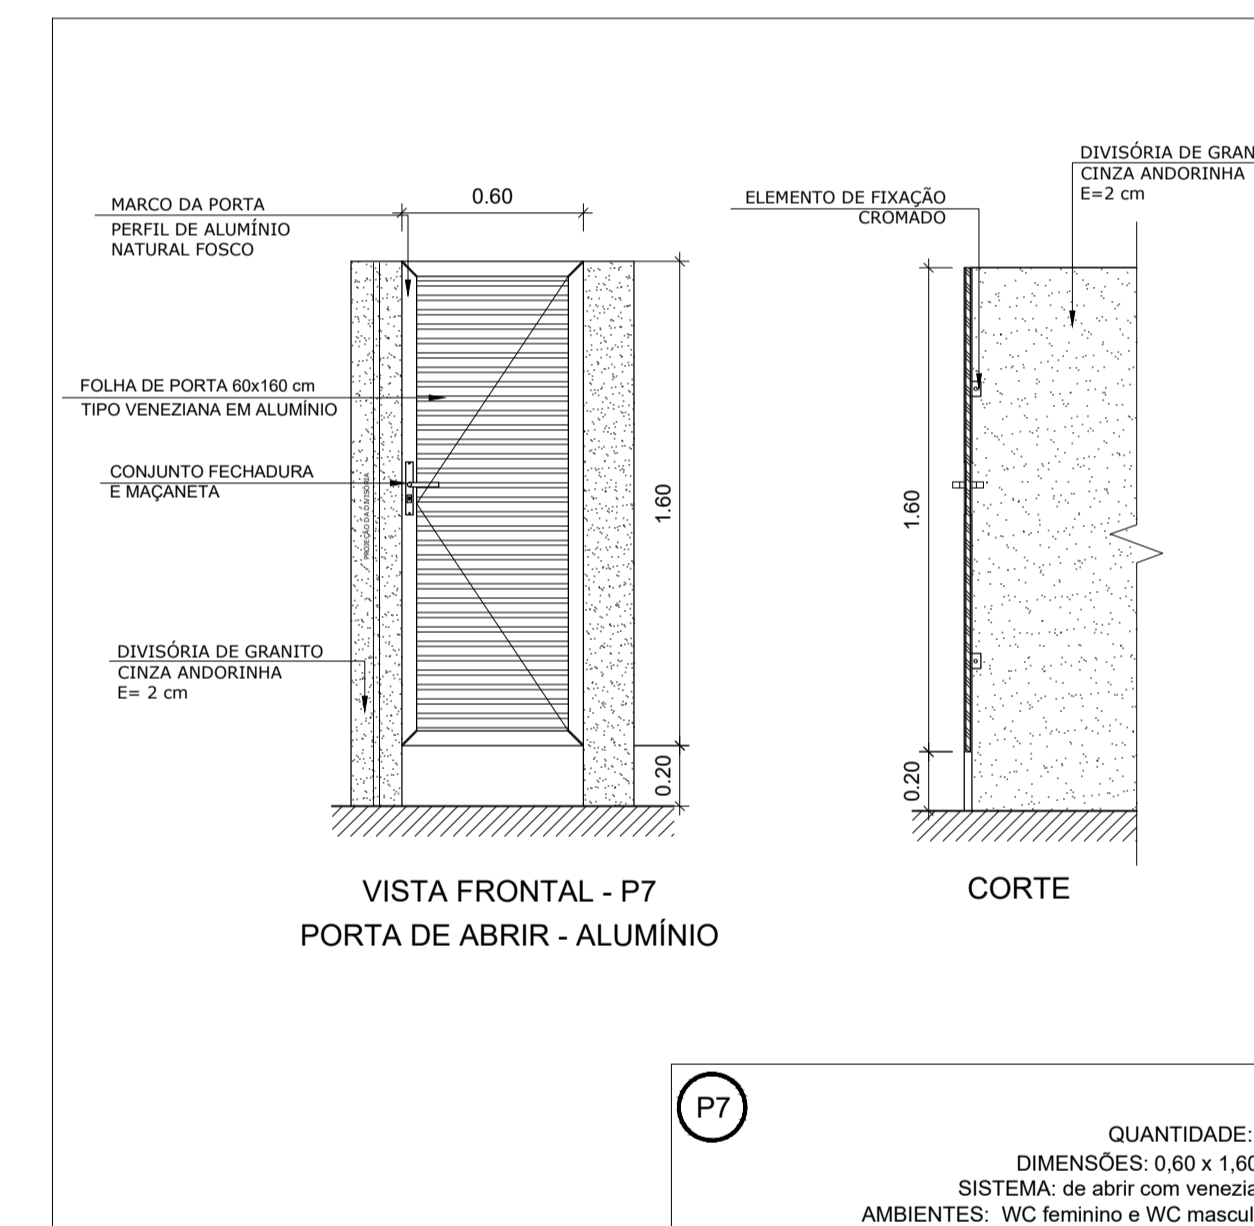 MARCO DA PORTA
PERFIL DE ALUMÍNIO
NATURAL FOSCO
0.60
FOLHA DE PORTA 60x160 cm
TIPO VENEZIANA EM ALUMÍNIO
CONJUNTO FECHADURA
E MAÇANETA
PROJEÇÃO DA DIVISÓRIA
1.60
DIVISÓRIA DE GRANITO
CINZA ANDORINHA
E= 2 cm
0.20
VISTA FRONTAL - P7
PORTA DE ABRIR - ALUMÍNIO
ELEMENTO DE FIXAÇÃO
CROMADO
DIVISÓRIA DE GRAN
CINZA ANDORINHA
E=2 cm
1.60
0.20
CORTE
P7
QUANTIDADE:
DIMENSÕES: 0,60 x 1,60
SISTEMA: de abrir com venezia
AMBIENTES: WC feminino e WC mascul